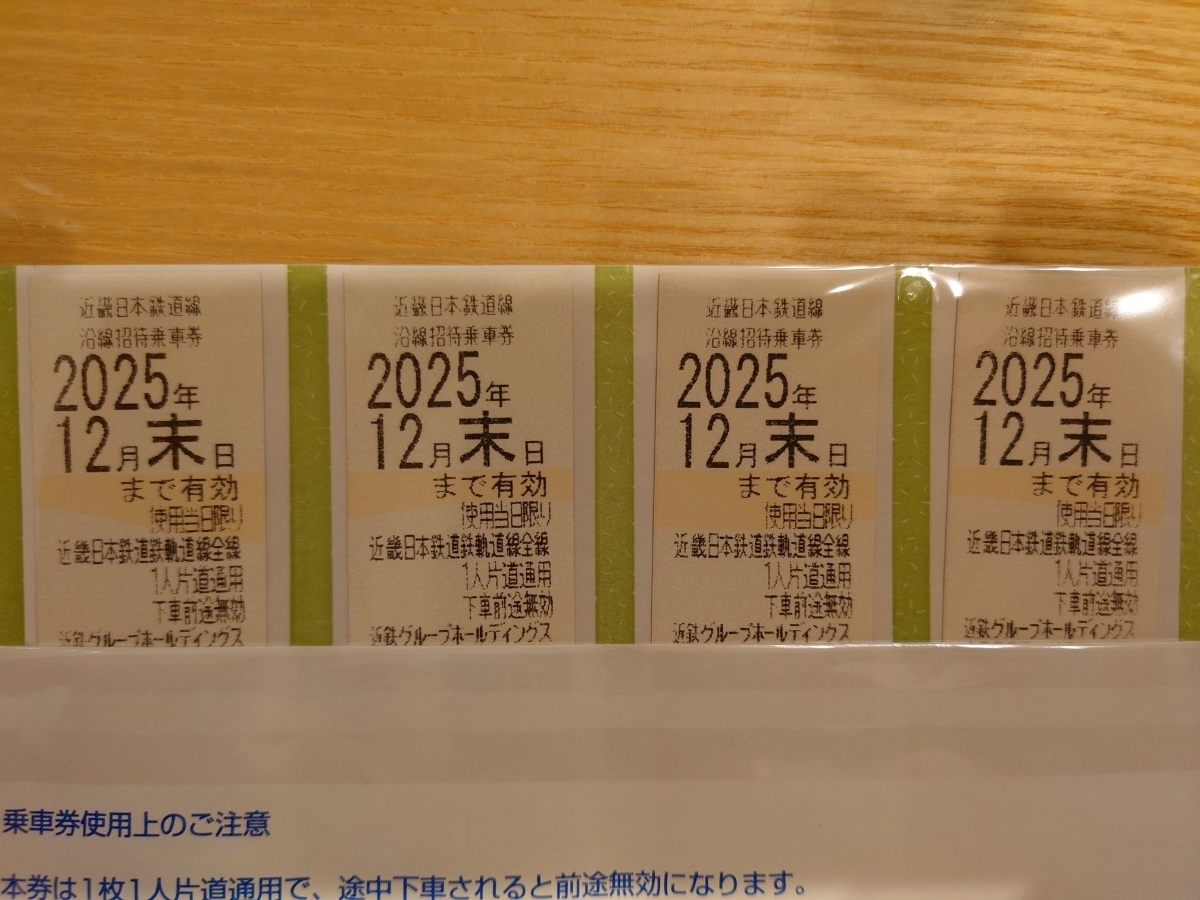 近畿日本鉄道線
沿線招待乗車券
2025年
12月末日
まで有効
使用当日限り
近畿日本鉄道鉄軌道線全線
1人片道通用
下車前途無効
近鉄グループホールディングス
近畿日本鉄道線
沿線招待乗車券
2025年
12月末日
まで有効
使用当日限り
近畿日本鉄道鉄軌道線全線
1人片道通用
下車前途無効
近鉄グループホールディングス
近畿日本鉄道線
沿線招待乗車券
2025年
12月末日
まで有効
使用当日限り
近畿日本鉄道鉄軌道線全線
1人片道通用
下車前途無効
近鉄グループホールディングス
近畿日本鉄道線
沿線招待乗車券
2025年
12月末日
まで有効
使用当日限り
近畿日本鉄道鉄軌道線全線
1人片道通用
下車前途無効
近鉄グループホールディングス
乗車券使用上のご注意
本券は1枚1人片道通用で、途中下車されると前途無効になります。